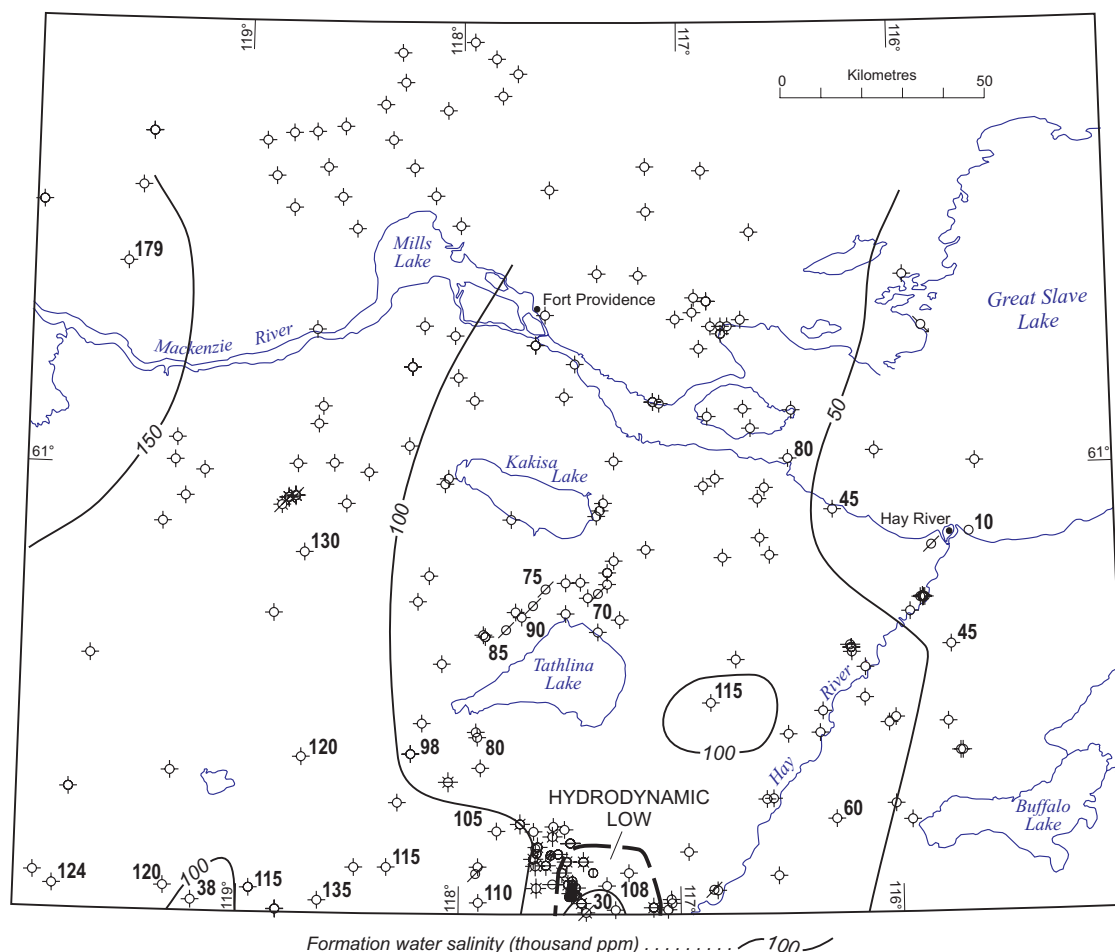 119°
118°
117°
116°
Kilometres
0
50
179
Mills
Lake
Fort Providence
Great Slave
Lake
Mackenzie
River
150
50
61°
61°
80
Kakisa
Lake
100
45
Hay River
10
130
75
70
90
85
45
Tathlina
Lake
115
River
100
120
98
80
Hay
HYDRODYNAMIC
LOW
105
60
Buffalo
Lake
124
120
100
38
119°
115
135
115
118°
110
108
30
117°
116°
Formation water salinity (thousand ppm) . . . . . . . . . 100